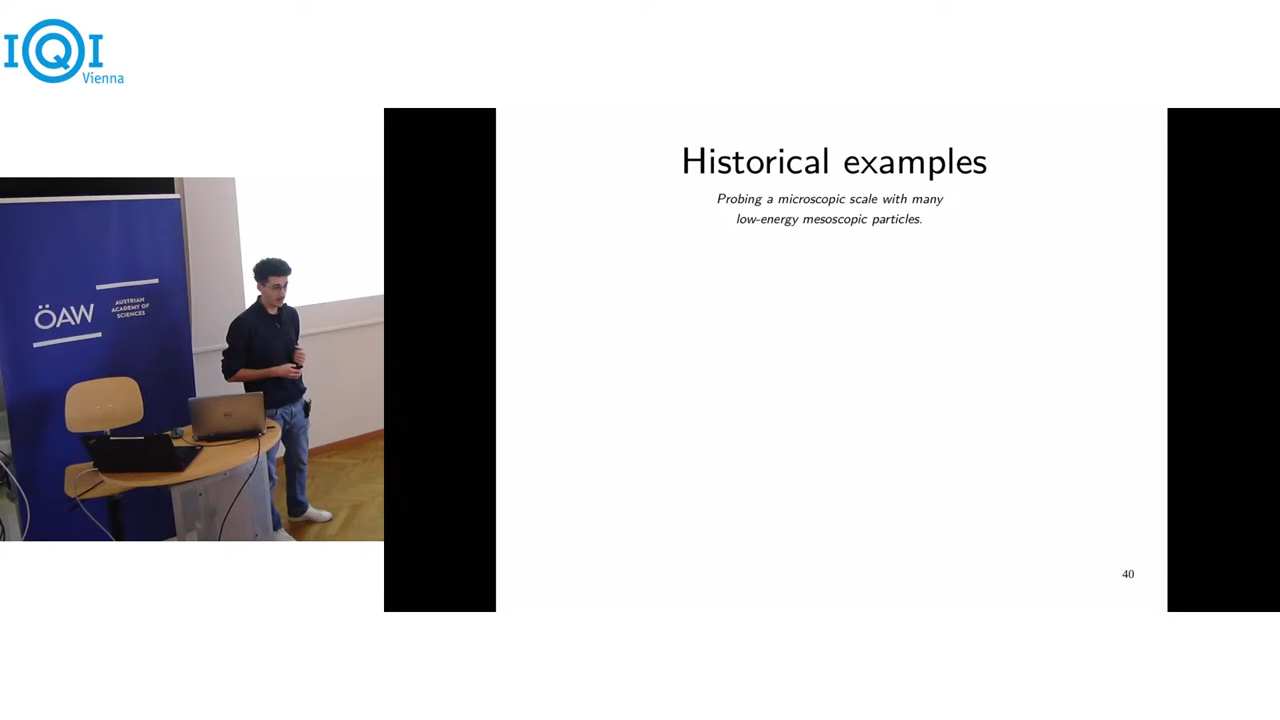 IQI
Vienna
Historical examples
Probing a microscopic scale with many
low-energy mesoscopic particles.
ÖAW
AUSTRIAN
ACADEMY OF
SCIENCES
40